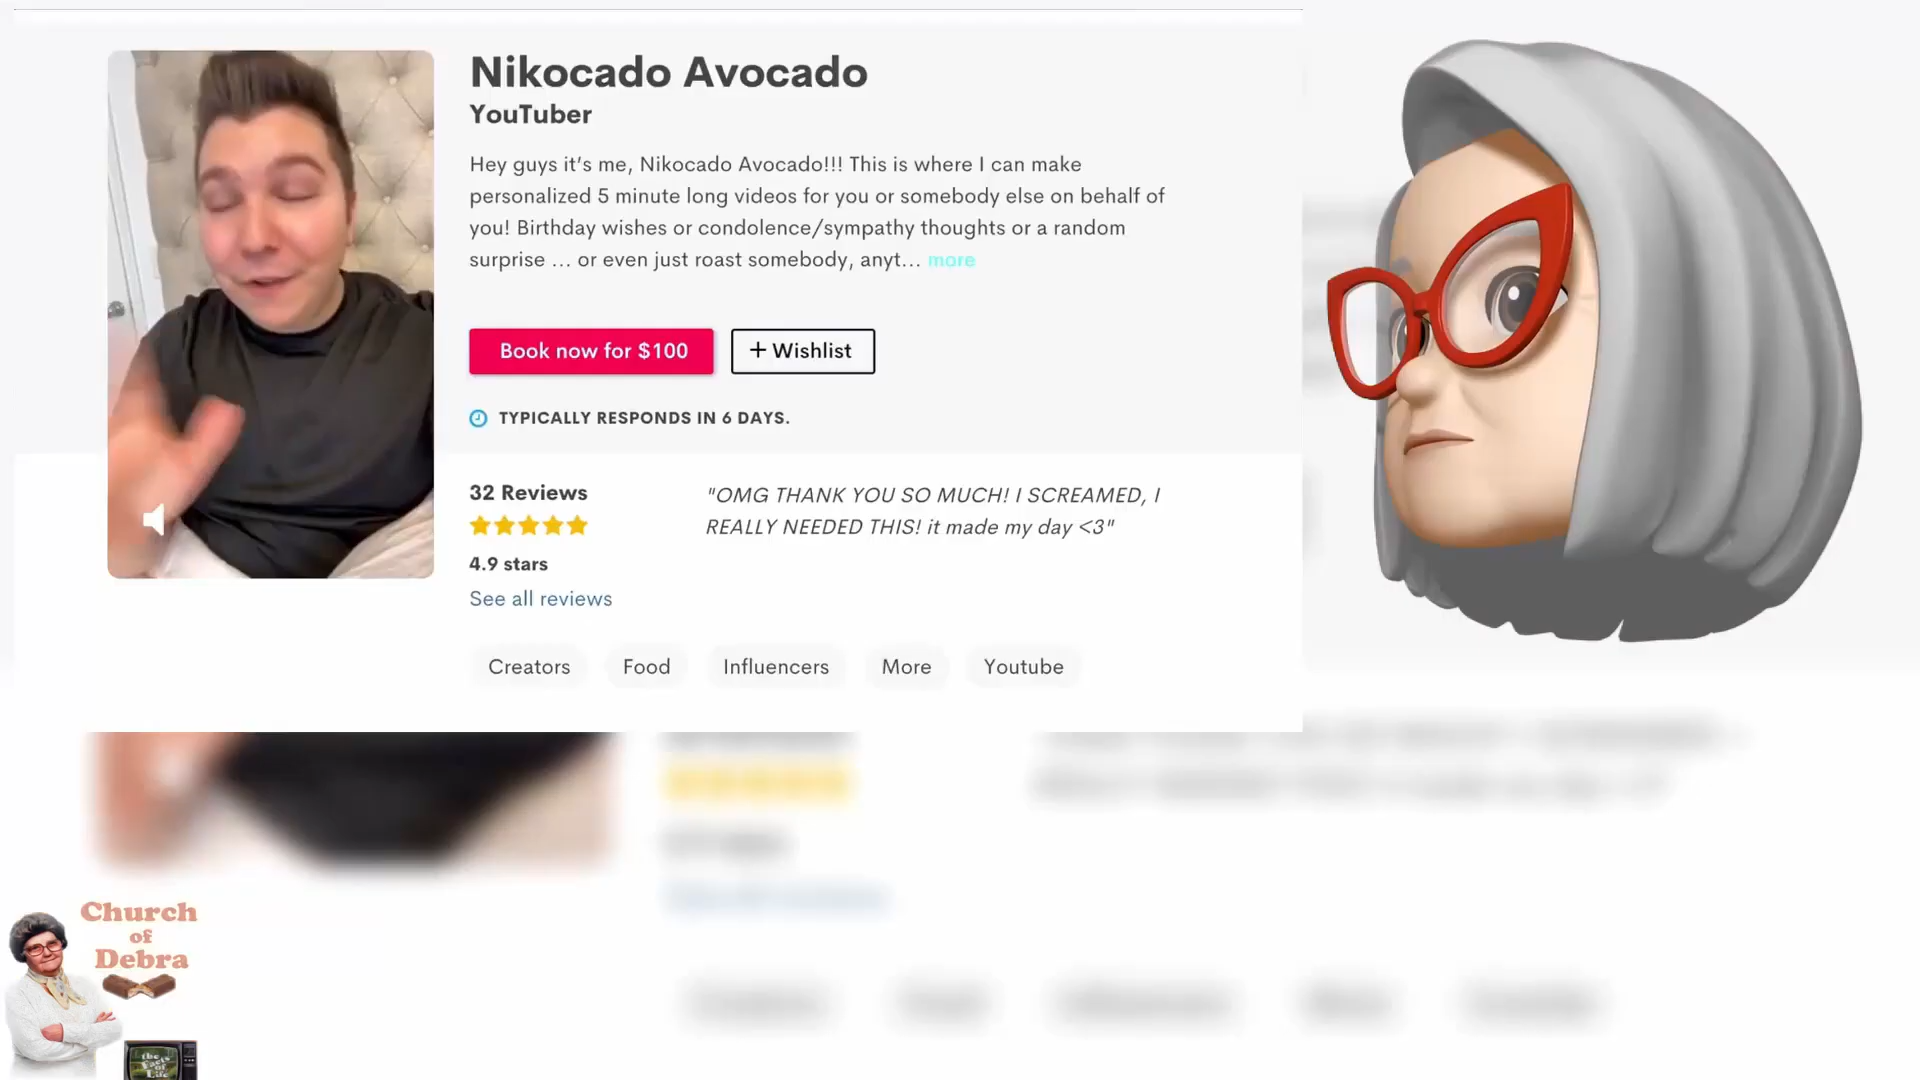 Nikocado Avocado
YouTuber
Hey guys it’s me, Nikocado Avocado!!! This is where I can make
personalized 5 minute long videos for you or somebody else on behalf of
you! Birthday wishes or condolence/sympathy thoughts or a random
surprise ... or even just roast somebody, anyt... more
Book now for $100
+ Wishlist
TYPICALLY RESPONDS IN 6 DAYS.
32 Reviews
4.9 stars
See all reviews
"OMG THANK YOU SO MUCH! I SCREAMED, I
REALLY NEEDED THIS! it made my day <3"
Creators Food Influencers More Youtube
Church
of
Debra
the
Facts
of
Life